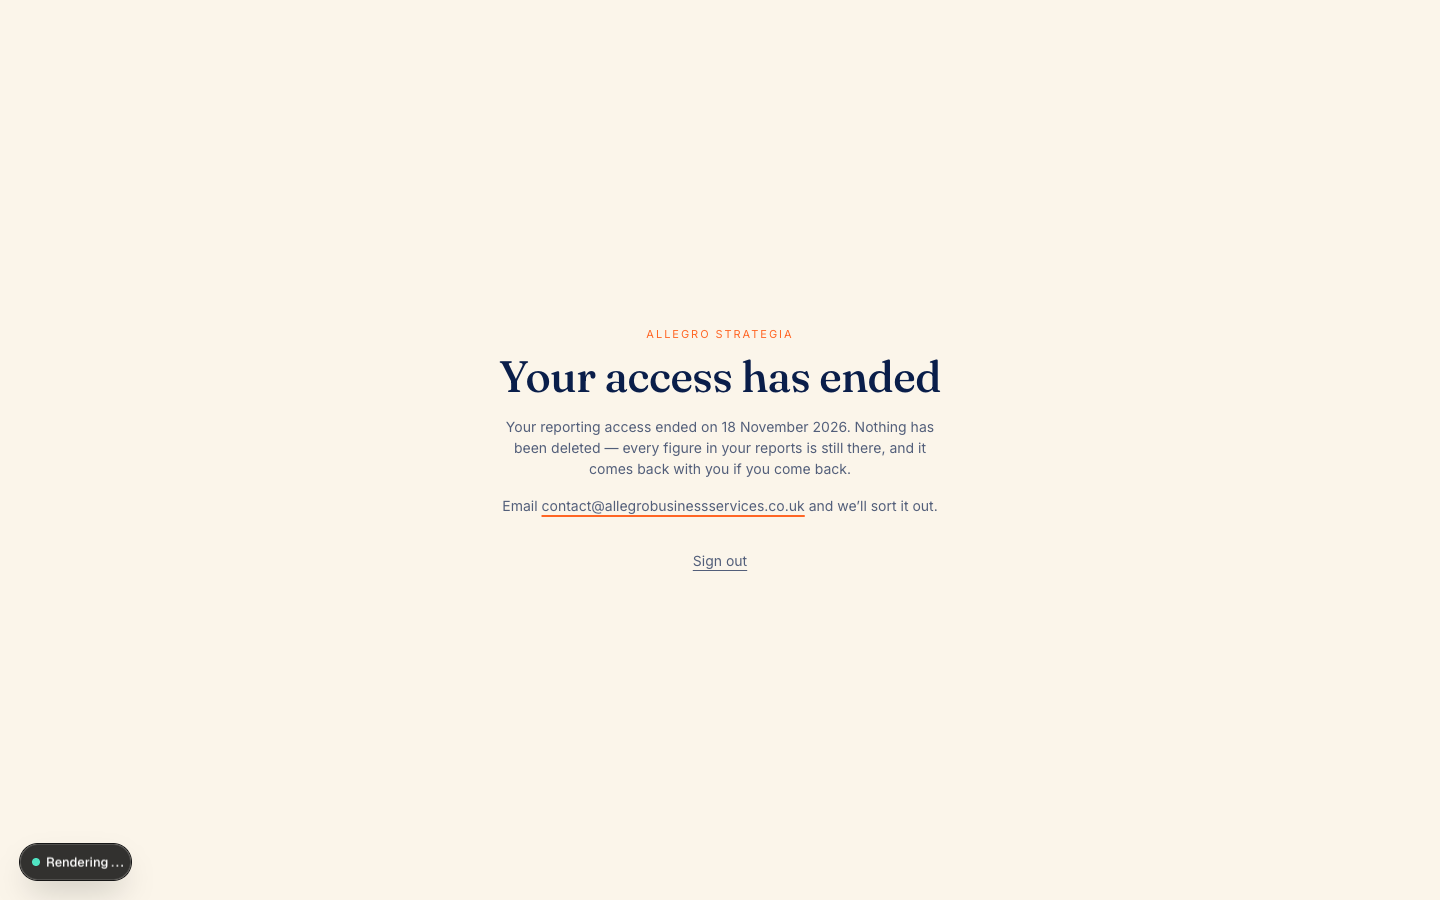 ALLEGRO STRATEGIA
Your access has ended
Your reporting access ended on 18 November 2026. Nothing has
been deleted — every figure in your reports is still there, and it
comes back with you if you come back.
Email contact@allegrobusinessservices.co.uk and we’ll sort it out.
Sign out
Rendering ...